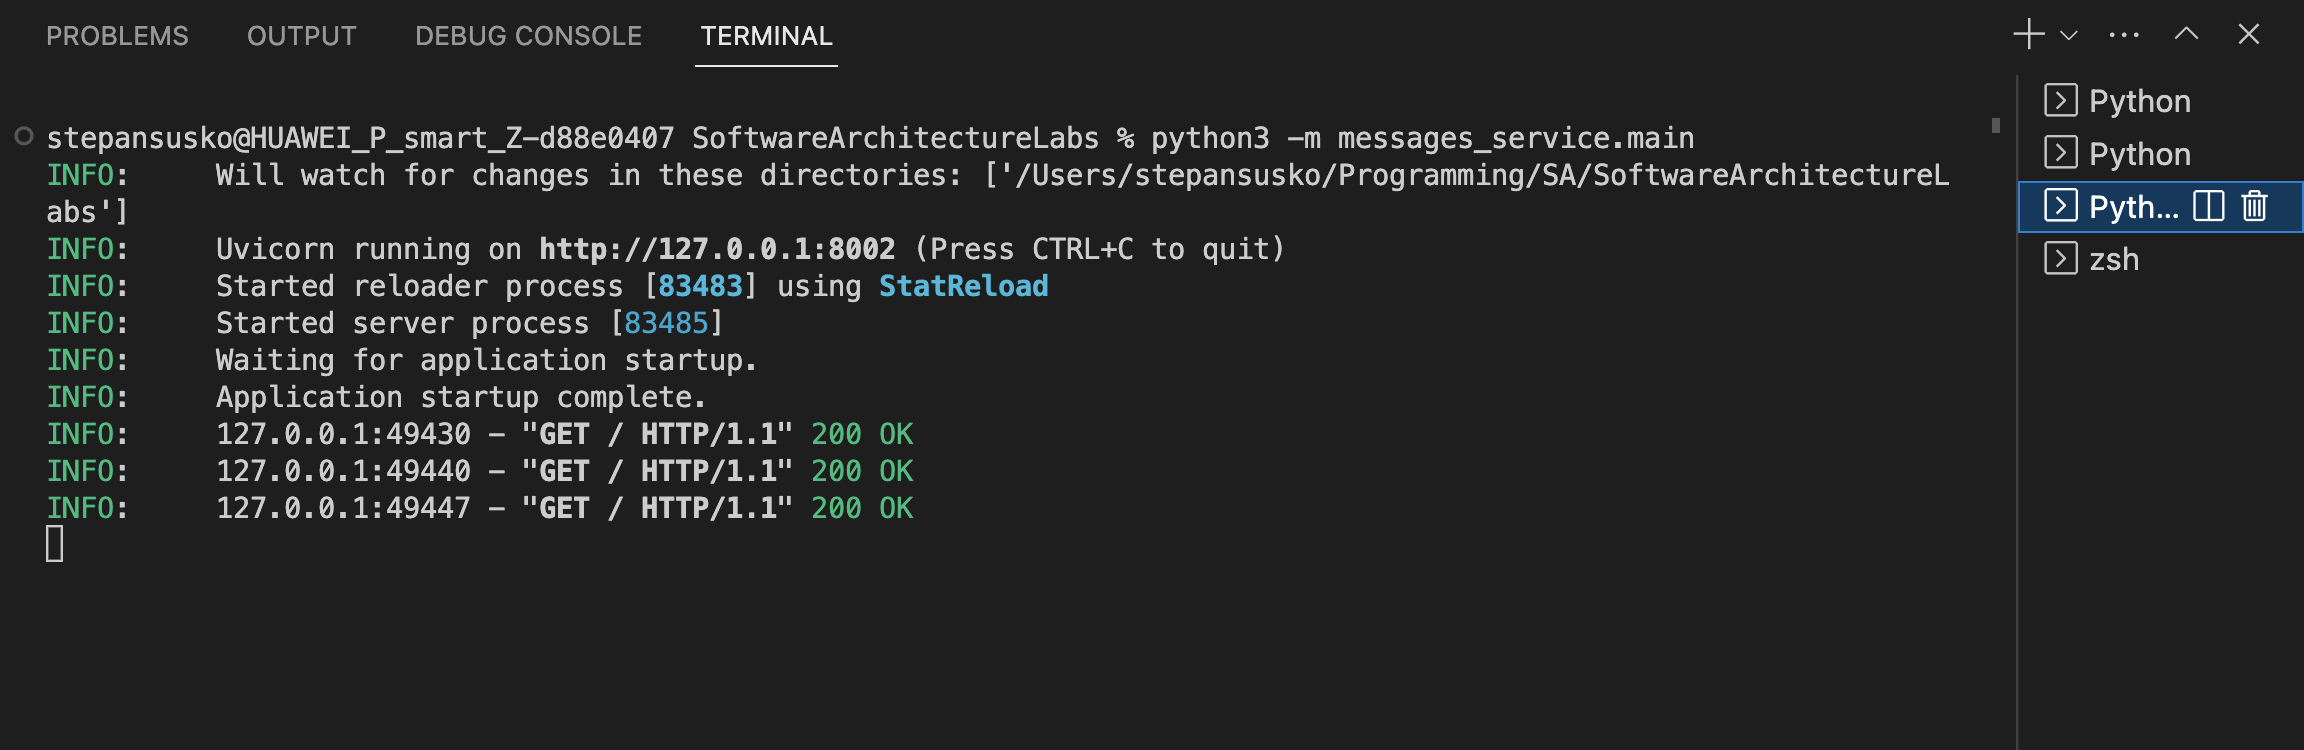 PROBLEMS OUTPUT DEBUG CONSOLE TERMINAL
stepansusko@HUAWEI_P_smart_Z-d88e0407 SoftwareArchitectureLabs % python3 -m messages_service.main
INFO:     Will watch for changes in these directories: ['/Users/stepansusko/Programming/SA/SoftwareArchitectureL
abs']
INFO:     Uvicorn running on http://127.0.0.1:8002 (Press CTRL+C to quit)
INFO:     Started reloader process [83483] using StatReload
INFO:     Started server process [83485]
INFO:     Waiting for application startup.
INFO:     Application startup complete.
INFO:     127.0.0.1:49430 - "GET / HTTP/1.1" 200 OK
INFO:     127.0.0.1:49440 - "GET / HTTP/1.1" 200 OK
INFO:     127.0.0.1:49447 - "GET / HTTP/1.1" 200 OK
Python
Python
Pyth...
zsh